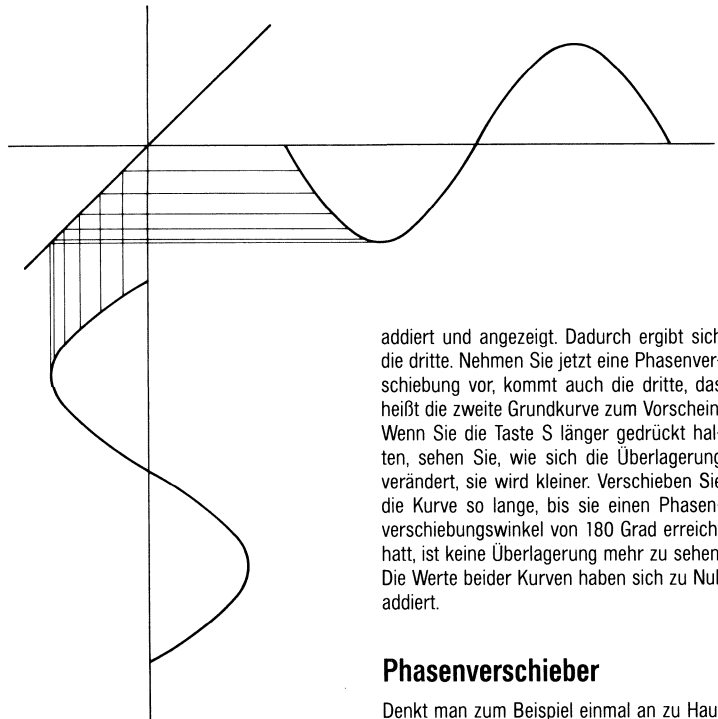 addiert und angezeigt. Dadurch ergibt sich
die dritte. Nehmen Sie jetzt eine Phasenver-
schiebung vor, kommt auch die dritte, das
heißt die zweite Grundkurve zum Vorschein
Wenn Sie die Taste S länger gedrückt hal-
ten, sehen Sie, wie sich die Überlagerung
verändert, sie wird kleiner. Verschieben Sie
die Kurve so lange, bis sie einen Phasen-
verschiebungswinkel von 180 Grad erreich
hatt, ist keine Überlagerung mehr zu sehen
Die Werte beider Kurven haben sich zu Nul
addiert.
Phasenverschieber
Denkt man zum Beispiel einmal an zu Hau